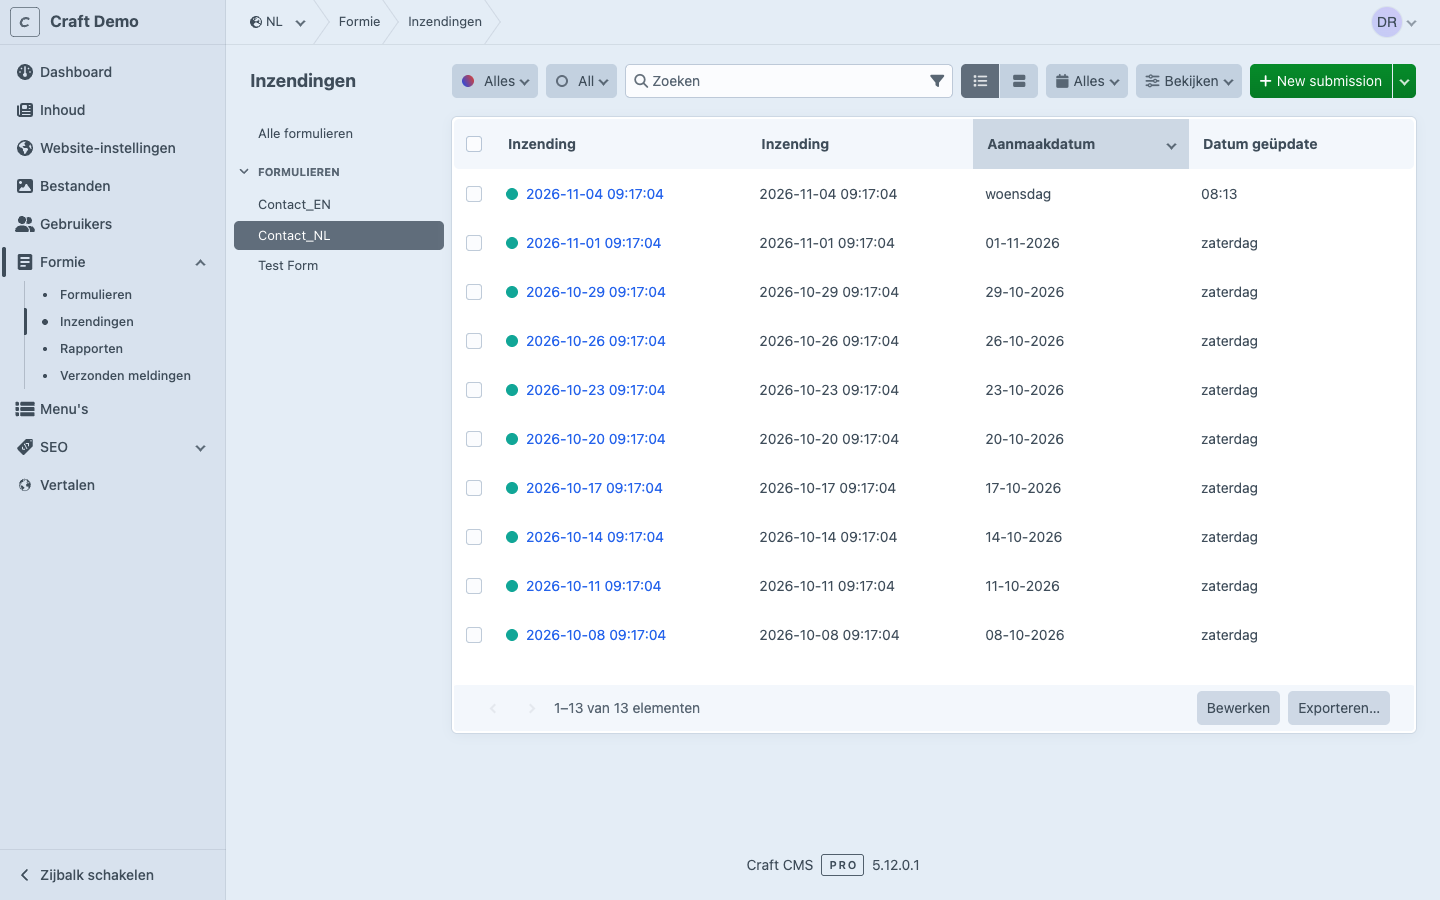 C Craft Demo
NL
Formie
Inzendingen
DR
Dashboard
Inhoud
Website-instellingen
Bestanden
Gebruikers
Formie
Formulieren
Inzendingen
Rapporten
Verzonden meldingen
Menu's
SEO
Vertalen
Zijbalk schakelen
Inzendingen
Alle formulieren
FORMULIEREN
Contact_EN
Contact_NL
Test Form
Alles
All
Zoeken
Alles
Bekijken
New submission
Inzending Inzending Aanmaakdatum Datum geüpdate
2026-11-04 09:17:04 2026-11-04 09:17:04 woensdag 08:13
2026-11-01 09:17:04 2026-11-01 09:17:04 01-11-2026 zaterdag
2026-10-29 09:17:04 2026-10-29 09:17:04 29-10-2026 zaterdag
2026-10-26 09:17:04 2026-10-26 09:17:04 26-10-2026 zaterdag
2026-10-23 09:17:04 2026-10-23 09:17:04 23-10-2026 zaterdag
2026-10-20 09:17:04 2026-10-20 09:17:04 20-10-2026 zaterdag
2026-10-17 09:17:04 2026-10-17 09:17:04 17-10-2026 zaterdag
2026-10-14 09:17:04 2026-10-14 09:17:04 14-10-2026 zaterdag
2026-10-11 09:17:04 2026-10-11 09:17:04 11-10-2026 zaterdag
2026-10-08 09:17:04 2026-10-08 09:17:04 08-10-2026 zaterdag
1–13 van 13 elementen
Bewerken
Exporteren…
Craft CMS PRO 5.12.0.1